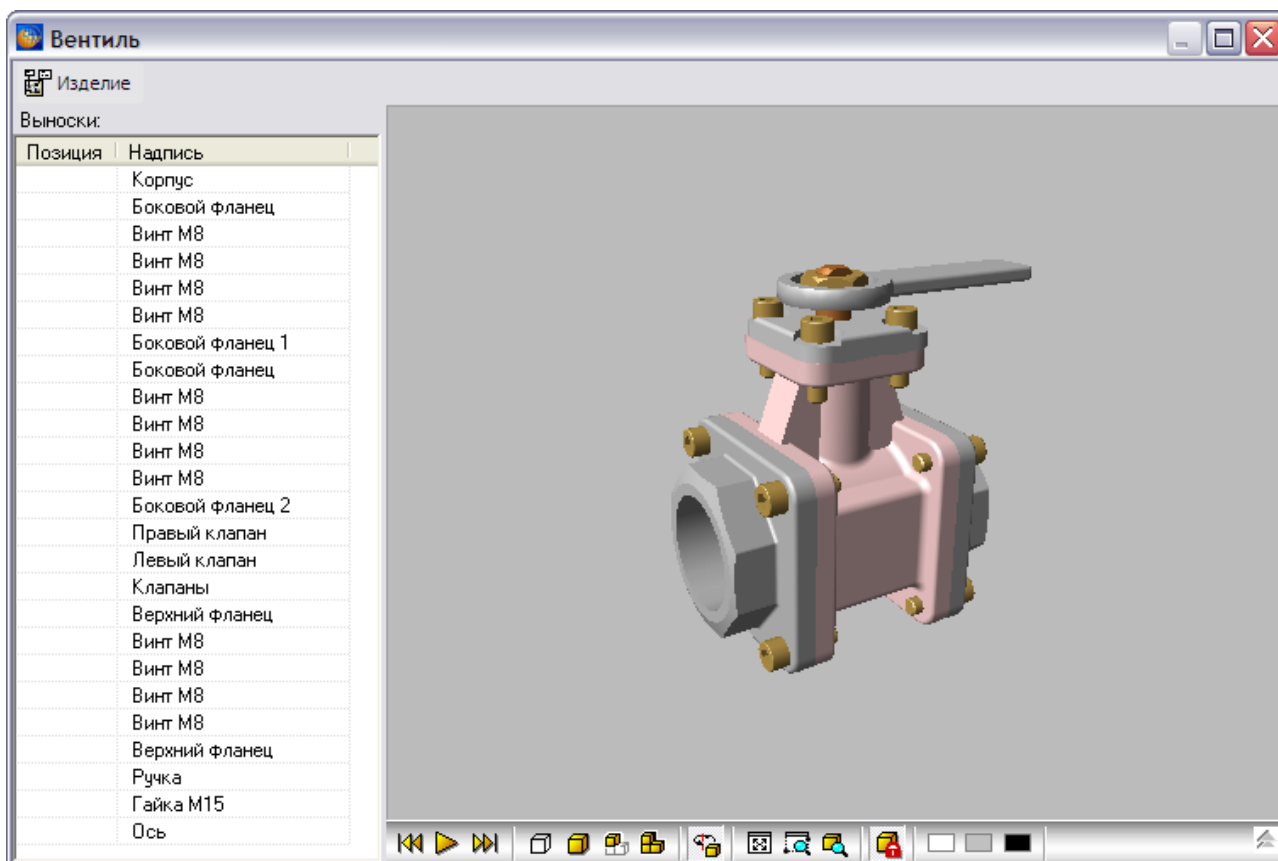 Вентиль
Изделие
Выноски:
Позиция Надпись
Корпус
Боковой фланец
Винт М8
Винт М8
Винт М8
Винт М8
Боковой фланец 1
Боковой фланец
Винт М8
Винт М8
Винт М8
Винт М8
Боковой фланец 2
Правый клапан
Левый клапан
Клапаны
Верхний фланец
Винт М8
Винт М8
Винт М8
Винт М8
Верхний фланец
Ручка
Гайка М15
Ось